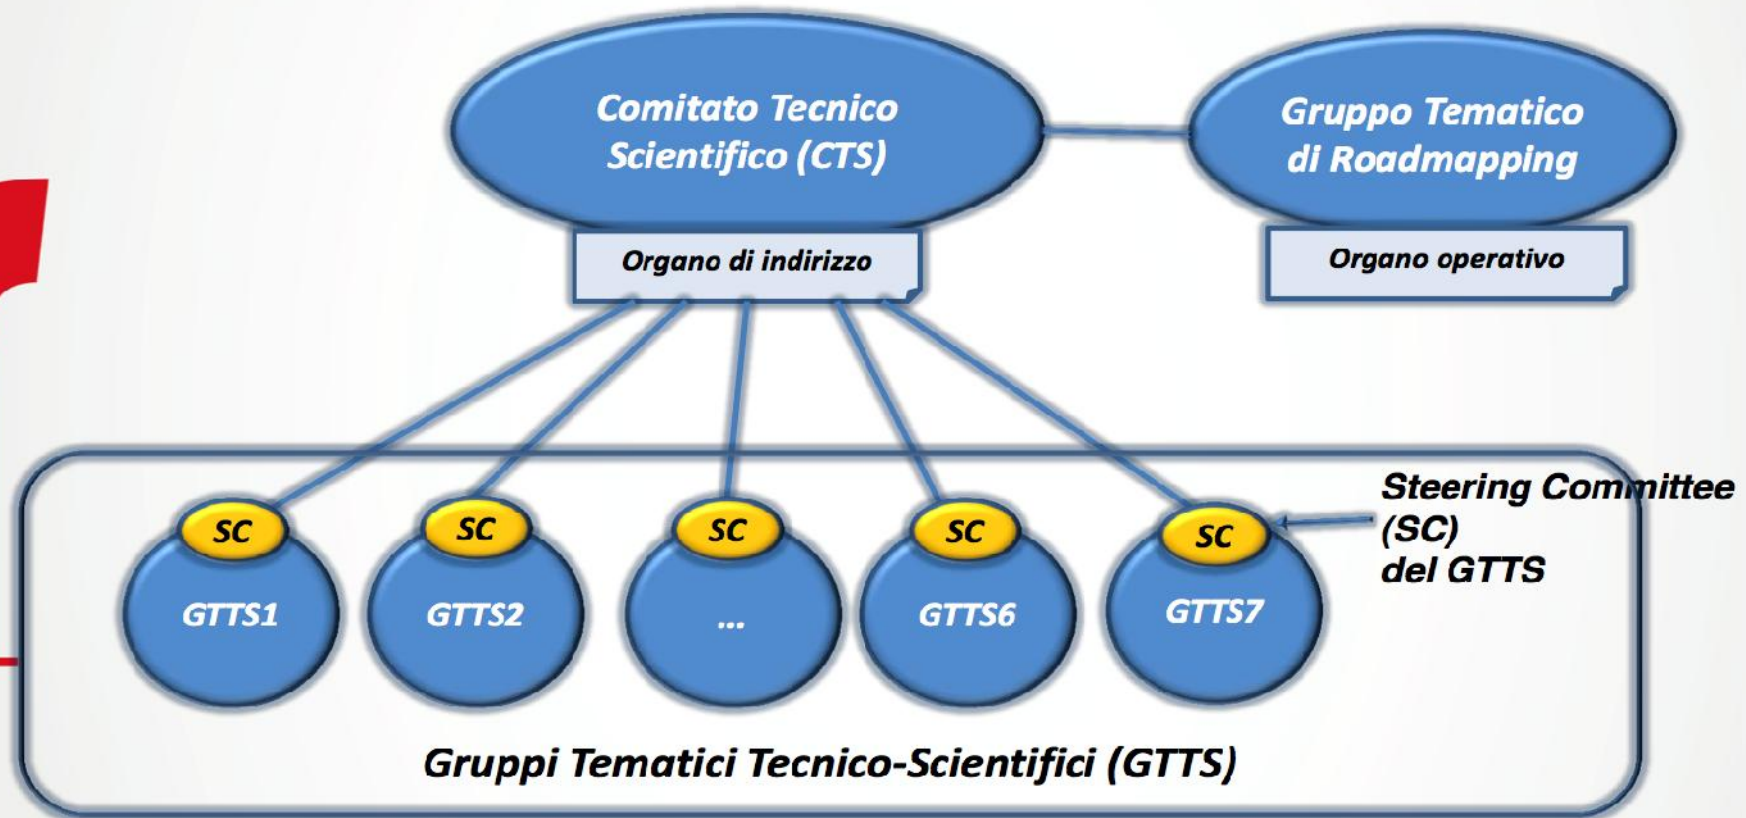 Comitato Tecnico
Scientifico (CTS)
Gruppo Tematico
di Roadmapping
Organo di indirizzo
Organo operativo
Steering Committee
(SC)
del GTTS
SC
SC
SC
SC
SC
GTTS1
GTTS2
...
GTTS6
GTTS7
Gruppi Tematici Tecnico-Scientifici (GTTS)